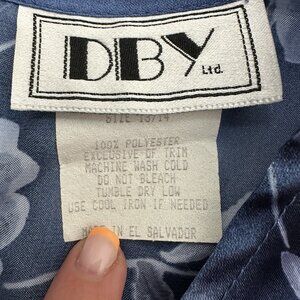 DBY Ltd.
SIZE 13/14
100% POLYESTER
EXCLUSIVE OF TRIM
MACHINE WASH COLD
DO NOT BLEACH
TUMBLE DRY LOW
USE COOL IRON IF NEEDED
MADE IN EL SALVADOR